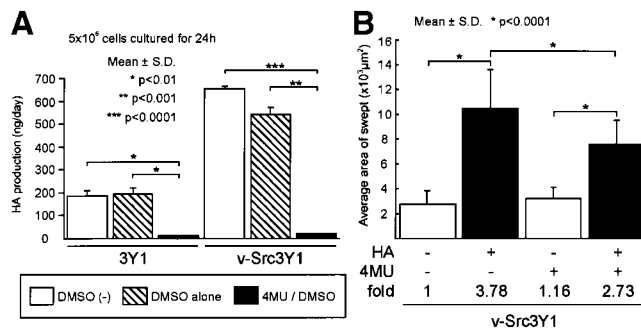 A
5x10⁶ cells cultured for 24h
Mean ± S.D.
* p<0.01
** p<0.001
*** p<0.0001
HA production (ng/day)
700
600
500
400
300
200
100
0
*
*
***
**
3Y1
v-Src3Y1
DMSO (-)
DMSO alone
4MU / DMSO
B
Mean ± S.D. * p<0.0001
Average area of swept (x10³µm²)
16
14
12
10
8
6
4
2
*
*
*
HA - + - +
4MU - - + +
fold 1 3.78 1.16 2.73
v-Src3Y1